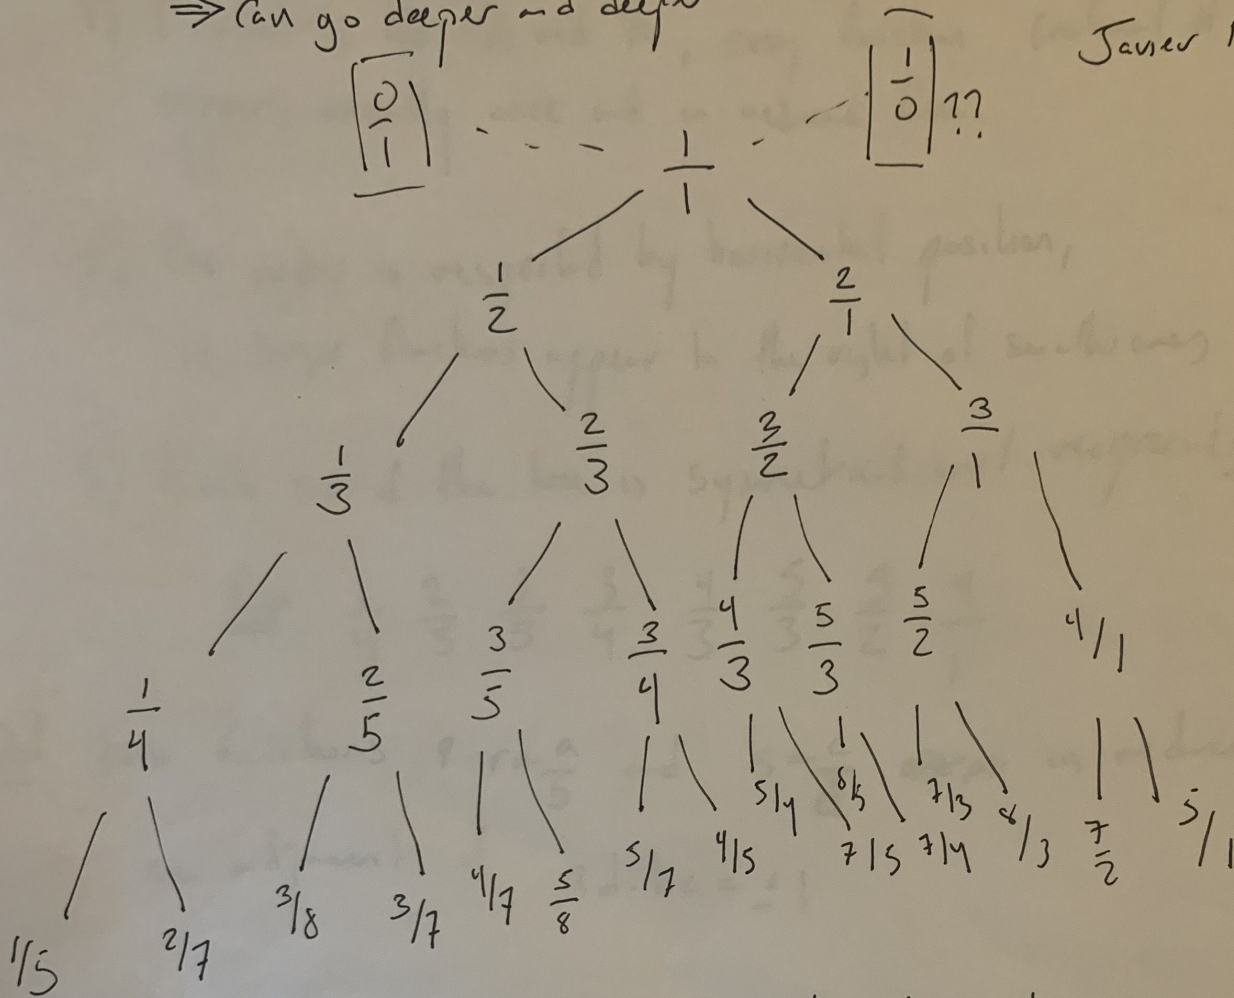 ⇒ Can go deeper and deeper
Javier
0/1 1/0 ??
1/1
1/2 2/1
1/3 2/3 3/2 3/1
1/4 2/5 3/5 3/4 4/3 5/3 5/2 4/1
1/5 2/7 3/8 3/7 4/7 5/8 5/7 4/5 5/4 7/5 8/5 7/4 7/3 8/3 7/2 5/1